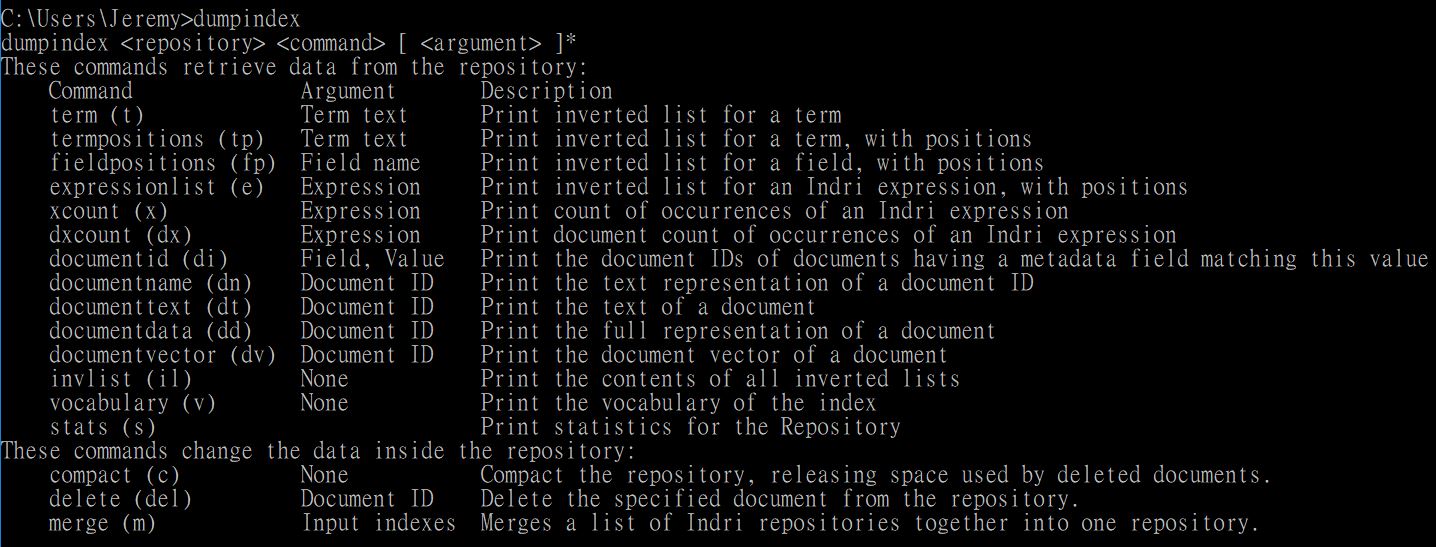 C:\Users\Jeremy>dumpindex
dumpindex <repository> <command> [ <argument> ]*
These commands retrieve data from the repository:
    Command              Argument       Description
    term (t)             Term text      Print inverted list for a term
    termpositions (tp)   Term text      Print inverted list for a term, with positions
    fieldpositions (fp)  Field name     Print inverted list for a field, with positions
    expressionlist (e)   Expression     Print inverted list for an Indri expression, with positions
    xcount (x)           Expression     Print count of occurrences of an Indri expression
    dxcount (dx)         Expression     Print document count of occurrences of an Indri expression
    documentid (di)      Field, Value   Print the document IDs of documents having a metadata field matching this value
    documentname (dn)    Document ID    Print the text representation of a document ID
    documenttext (dt)    Document ID    Print the text of a document
    documentdata (dd)    Document ID    Print the full representation of a document
    documentvector (dv)  Document ID    Print the document vector of a document
    invlist (il)         None           Print the contents of all inverted lists
    vocabulary (v)       None           Print the vocabulary of the index
    stats (s)                           Print statistics for the Repository
These commands change the data inside the repository:
    compact (c)          None           Compact the repository, releasing space used by deleted documents.
    delete (del)         Document ID    Delete the specified document from the repository.
    merge (m)            Input indexes  Merges a list of Indri repositories together into one repository.